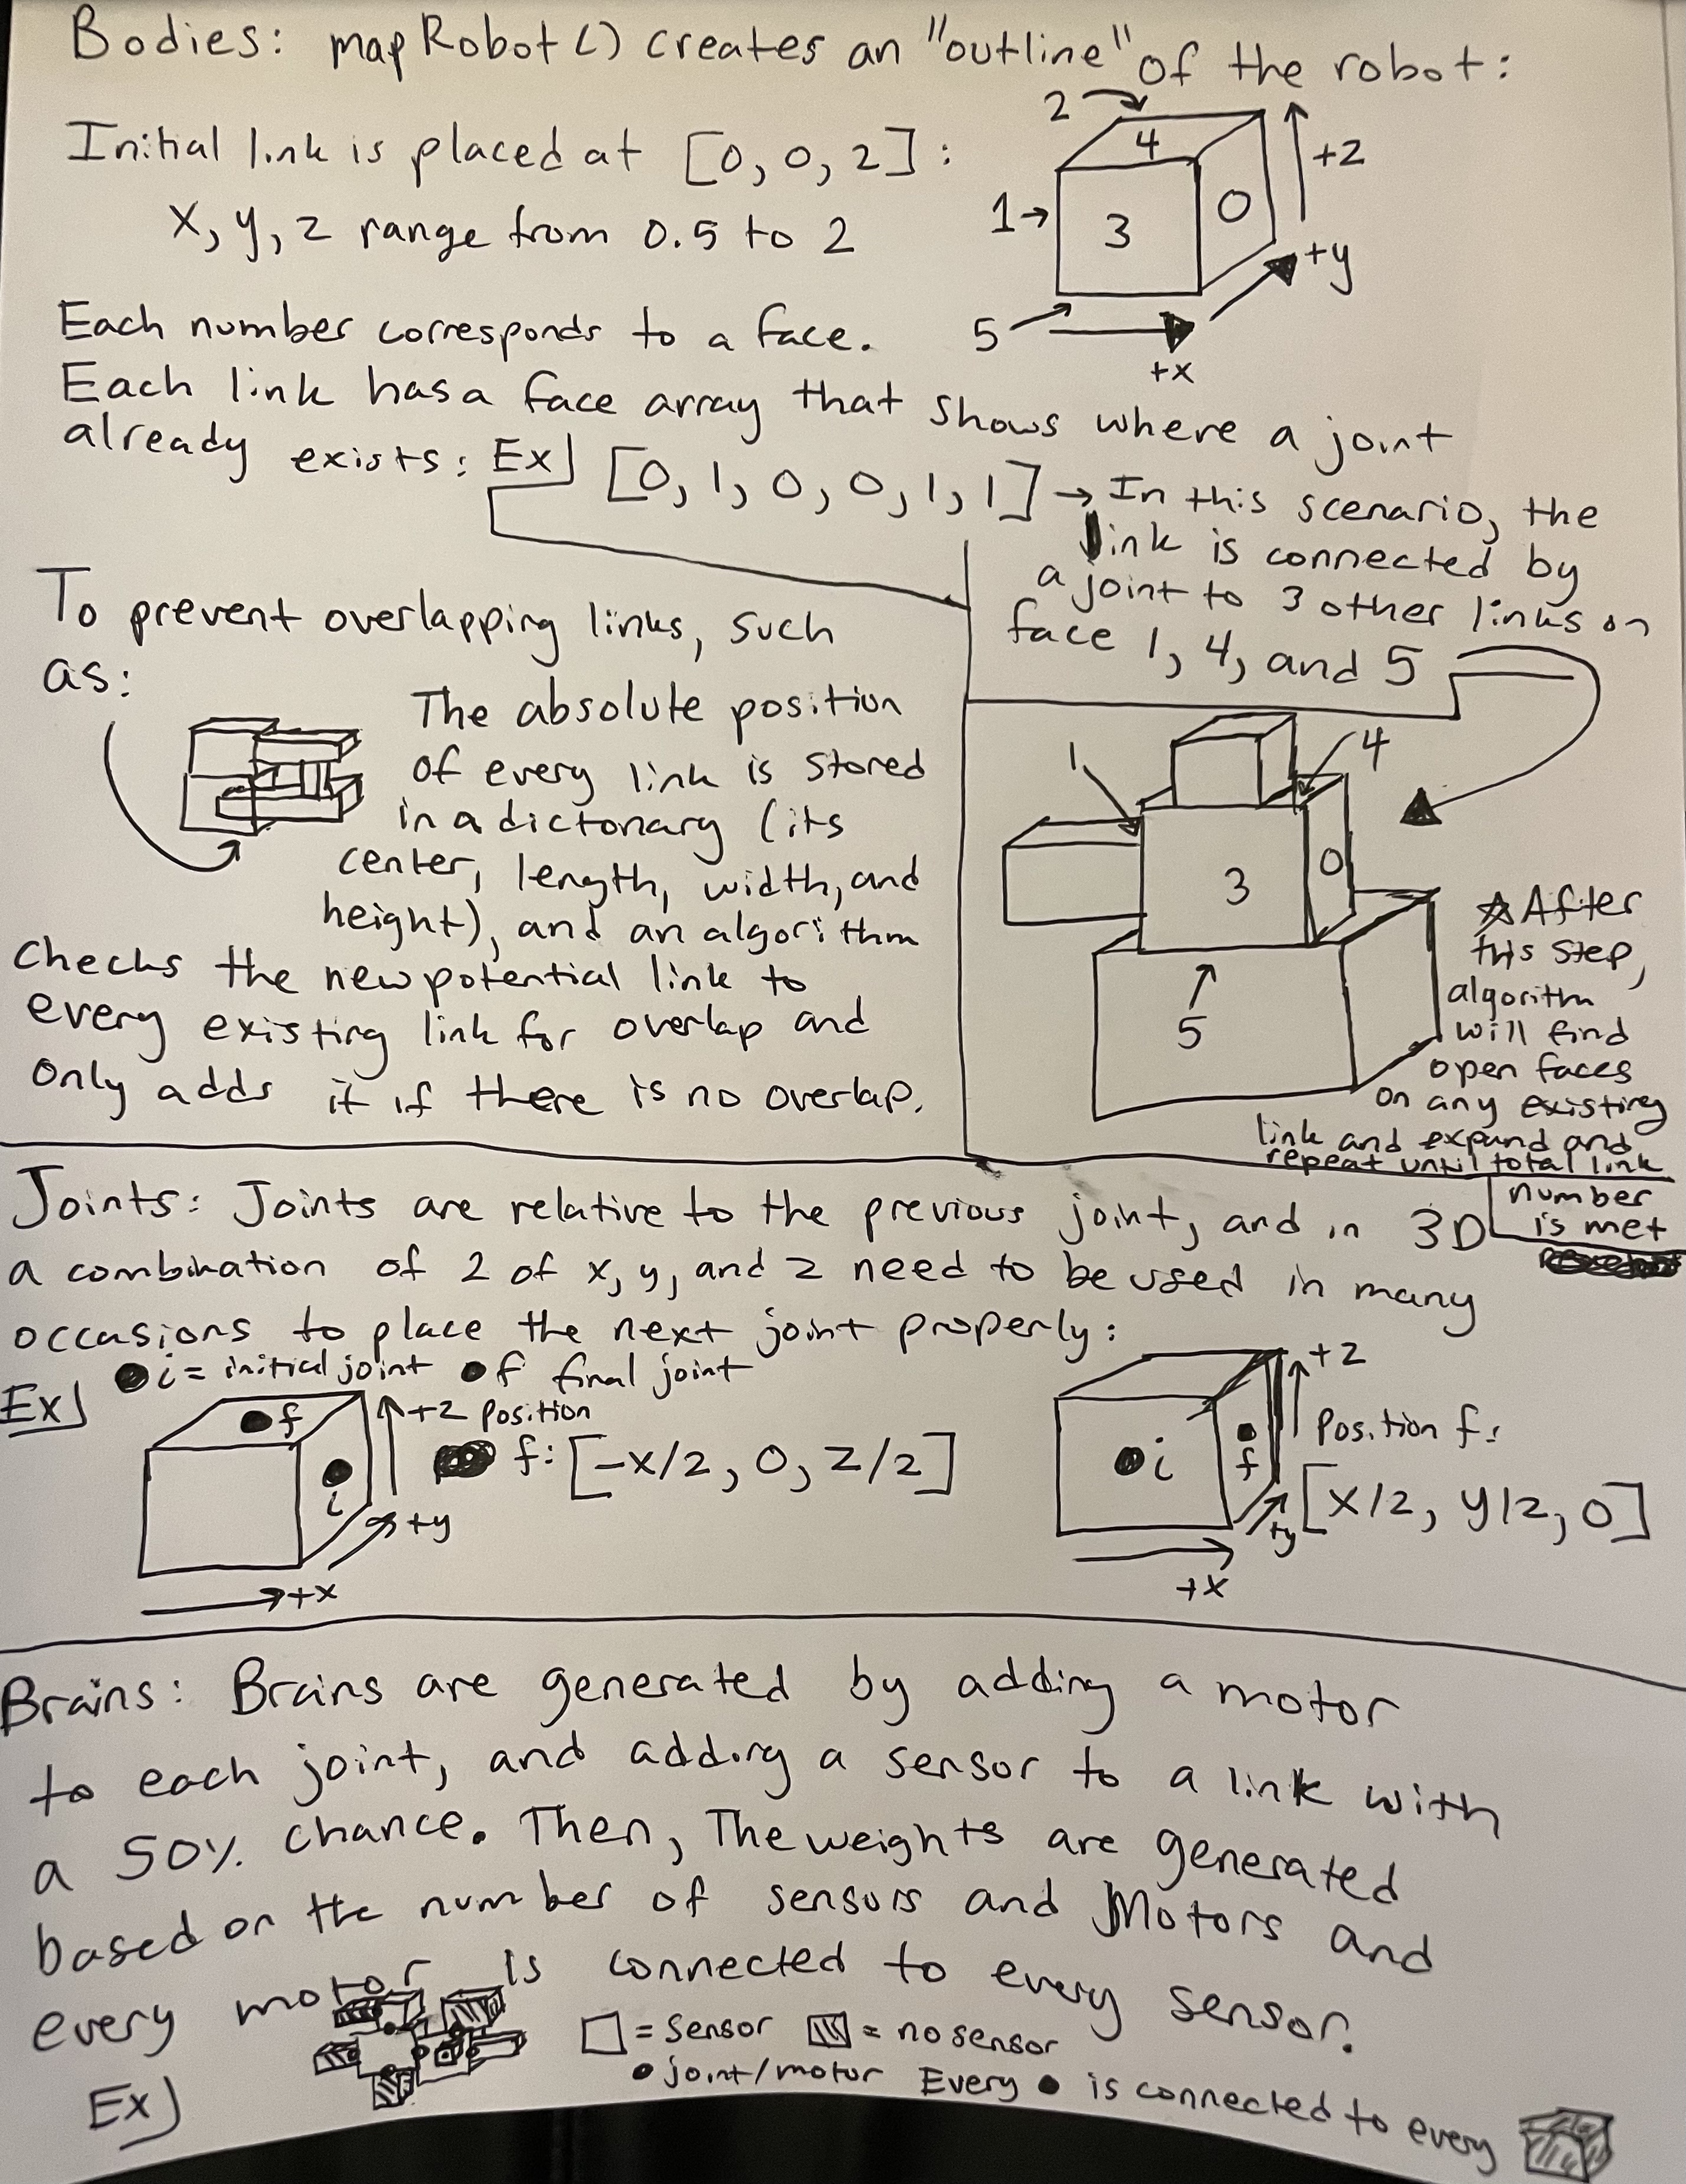 Bodies: mapRobot() creates an "outline" of the robot:
Initial link is placed at [0, 0, 2]:
x, y, z range from 0.5 to 2
2
4
+z
1
3
0
+y
5
+x
Each number corresponds to a face.
Each link has a face array that shows where a joint
already exists: Ex] [0, 1, 0, 0, 1, 1] → In this scenario, the
link is connected by
a joint to 3 other links on
face 1, 4, and 5
To prevent overlapping links, such
as:
The absolute position
of every link is stored
in a dictonary (its
center, length, width, and
height), and an algorithm
checks the new potential link to
every existing link for overlap and
only adds it if there is no overlap.
1
4
3
0
5
☆ After
this step,
algorithm
will find
open faces
on any existing
link and expand and
repeat until total link
number
is met
Joints: Joints are relative to the previous joint, and in 3D
a combination of 2 of x, y, and z need to be used in many
occasions to place the next joint properly:
Ex] ● i = initial joint ● f final joint
f
i
+z
+y
+x
position
f: [-x/2, 0, z/2]
i
f
+z
+y
+x
Position f:
[x/2, y/2, 0]
Brains: Brains are generated by adding a motor
to each joint, and adding a sensor to a link with
a 50% chance. Then, The weights are generated
based on the number of sensors and Motors and
every motor is connected to every sensor.
Ex]
= sensor = no sensor
● joint/motor Every ● is connected to every